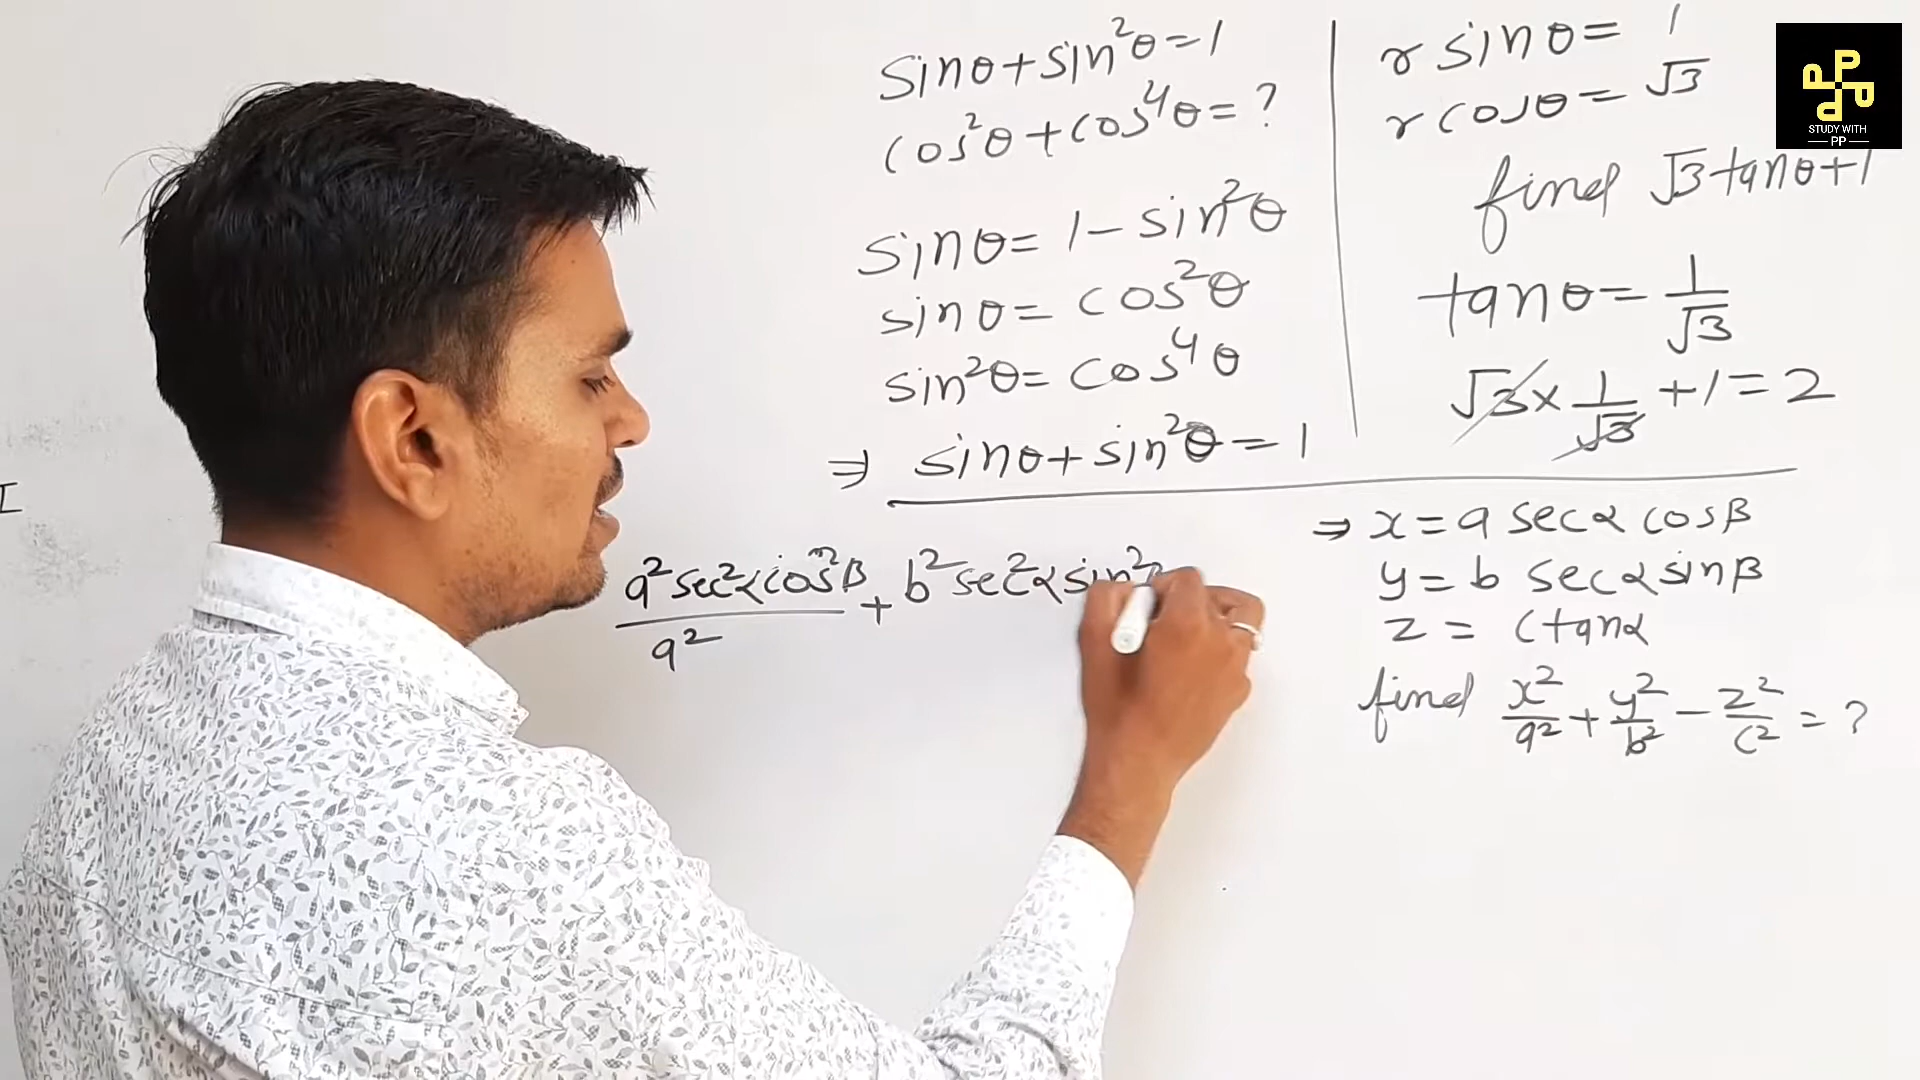 sinθ+sin²θ=1
cos²θ+cos⁴θ=?
sinθ=1-sin²θ
sinθ=cos²θ
sin²θ=cos⁴θ
⇒ sinθ+sin²θ=1
r sinθ=1
r cosθ=√3
find √3tanθ+1
tanθ=1/√3
√3×1/√3+1=2
⇒ x=a secα cosβ
y=b secα sinβ
z=c tanα
find x²/a²+y²/b²-z²/c²=?
a²sec²αcos²β/a²+b²sec²αsin²
I
P P P P
STUDY WITH
PP